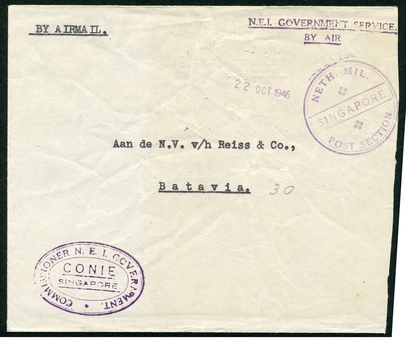 BY AIRMAIL.
N.E.I. GOVERNMENT SERVICE.
BY AIR
22 OCT 1946
NETH. MIL.
SINGAPORE
POST SECTION
Aan de N.V. v/h Reiss & Co.,
Batavia.
30
COMMISSIONER N.E.I. GOVERNMENT.
CONIE
SINGAPORE